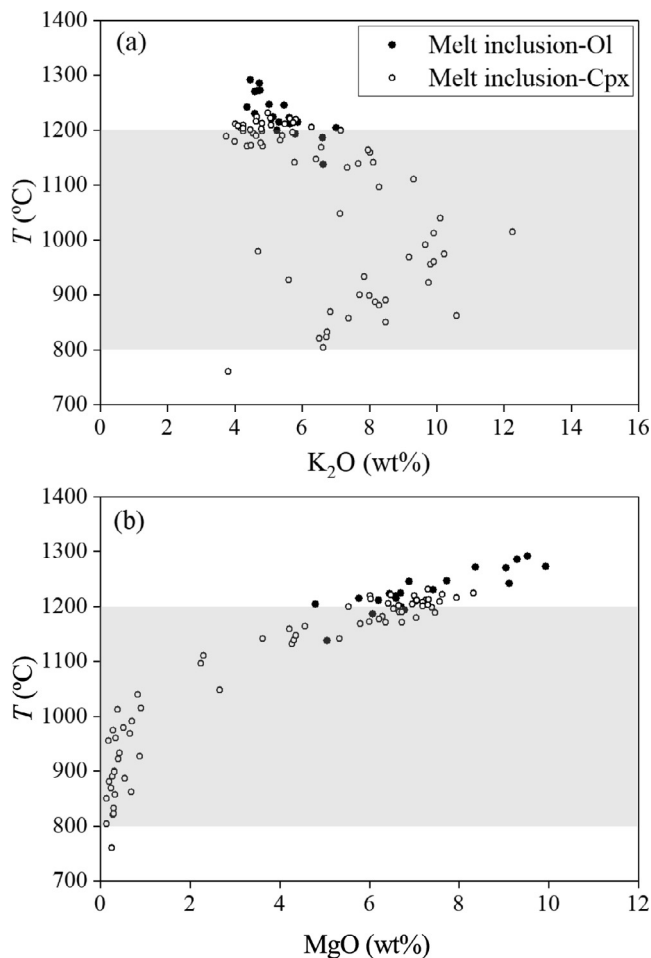 (a)
Melt inclusion-Ol
Melt inclusion-Cpx
1400
1300
1200
1100
1000
900
800
700
T (ºC)
0 2 4 6 8 10 12 14 16
K₂O (wt%)
(b)
1400
1300
1200
1100
1000
900
800
700
T (ºC)
0 2 4 6 8 10 12
MgO (wt%)